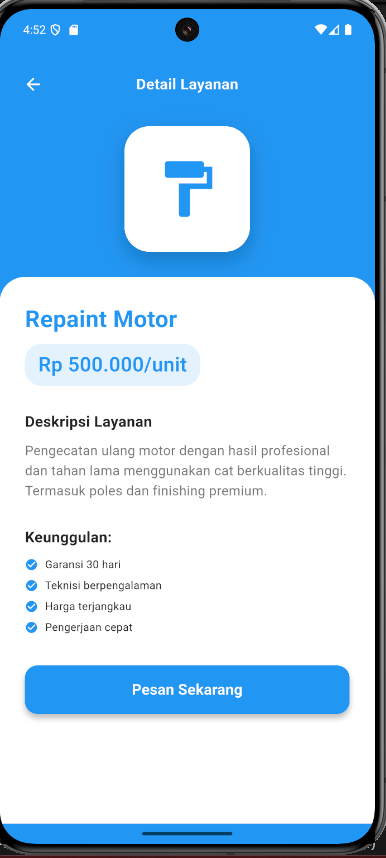 4:52
Detail Layanan
Repaint Motor
Rp 500.000/unit
Deskripsi Layanan
Pengecatan ulang motor dengan hasil profesional
dan tahan lama menggunakan cat berkualitas tinggi.
Termasuk poles dan finishing premium.
Keunggulan:
Garansi 30 hari
Teknisi berpengalaman
Harga terjangkau
Pengerjaan cepat
Pesan Sekarang